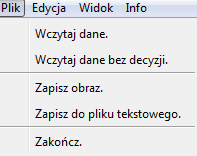 Plik Edycja Widok Info
Wczytaj dane.
Wczytaj dane bez decyzji.
Zapisz obraz.
Zapisz do pliku tekstowego.
Zakończ.